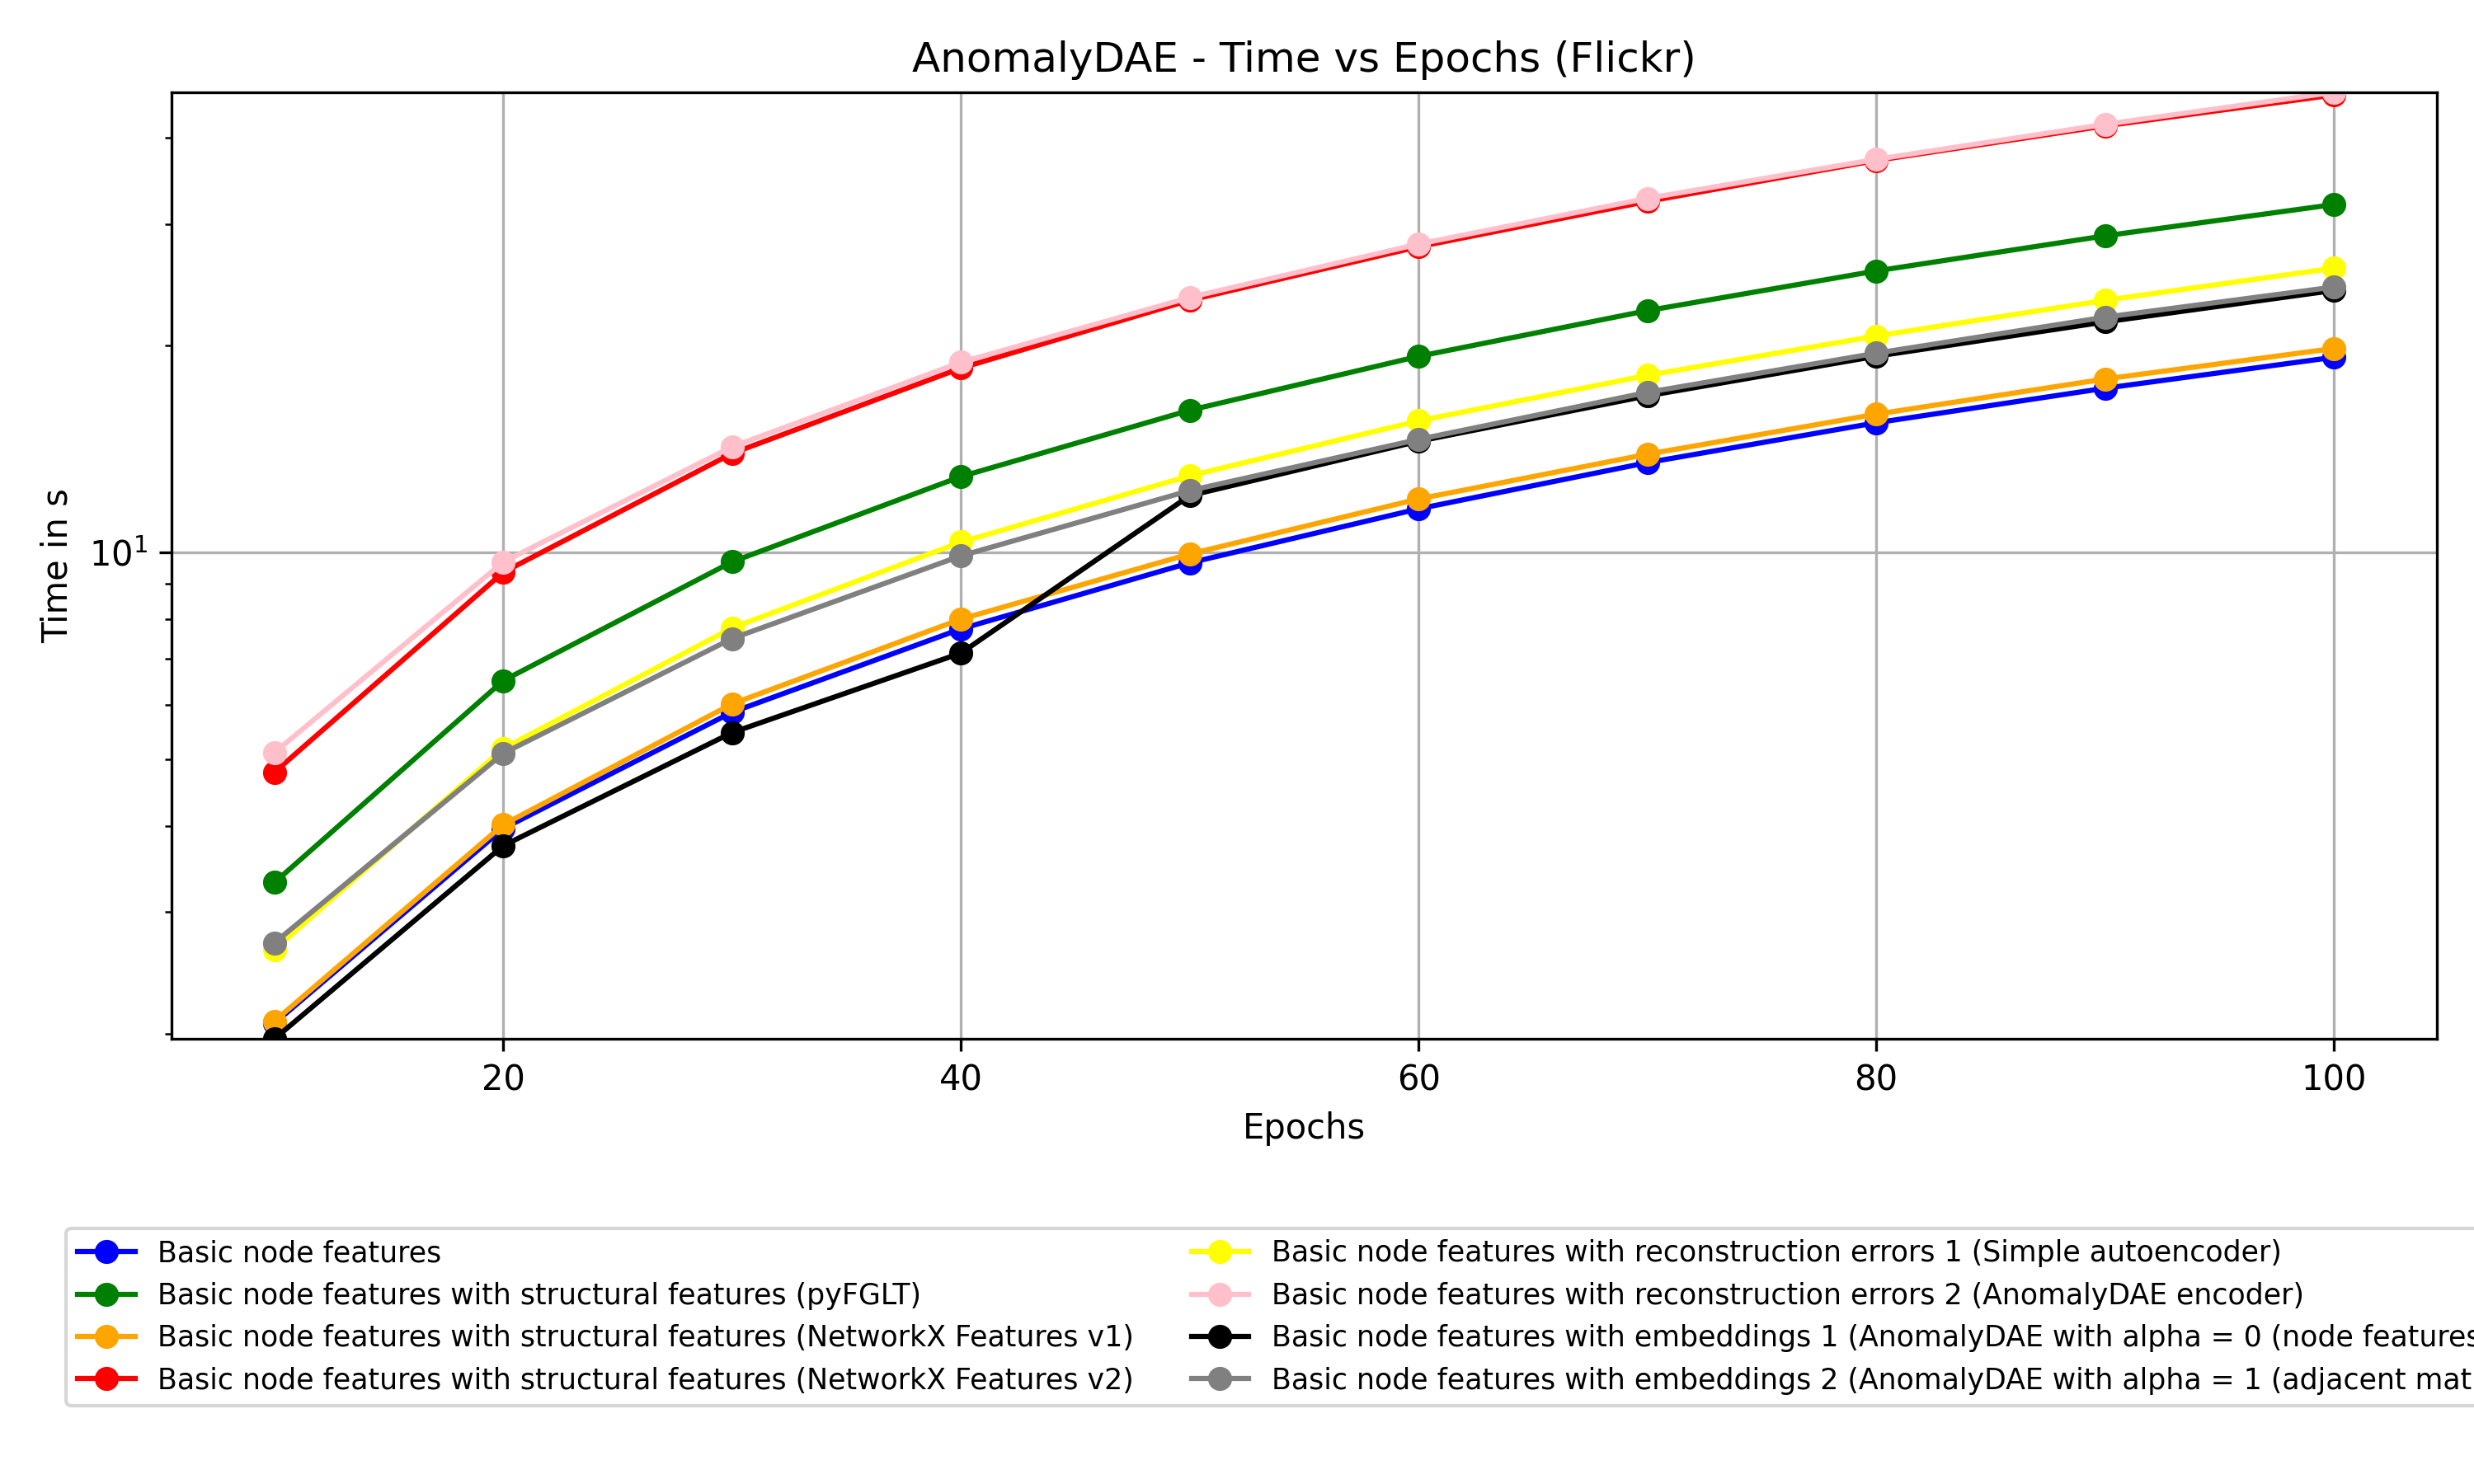 AnomalyDAE - Time vs Epochs (Flickr)
Time in s
10¹
20 40 60 80 100
Epochs
Basic node features
Basic node features with structural features (pyFGLT)
Basic node features with structural features (NetworkX Features v1)
Basic node features with structural features (NetworkX Features v2)
Basic node features with reconstruction errors 1 (Simple autoencoder)
Basic node features with reconstruction errors 2 (AnomalyDAE encoder)
Basic node features with embeddings 1 (AnomalyDAE with alpha = 0 (node features
Basic node features with embeddings 2 (AnomalyDAE with alpha = 1 (adjacent mat